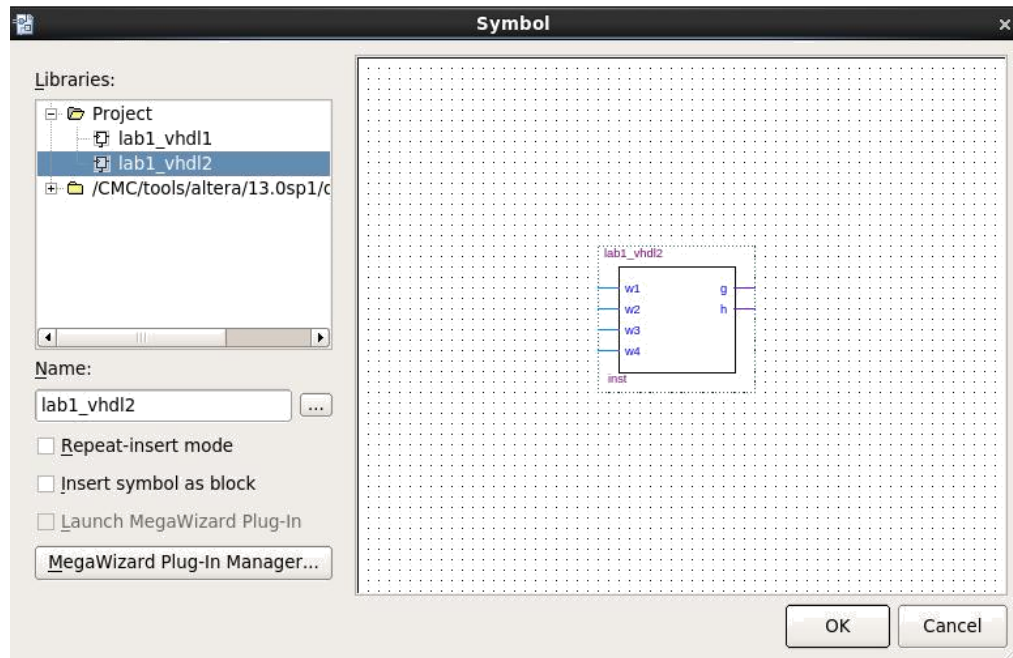 Symbol
Libraries:
Project
lab1_vhdl1
lab1_vhdl2
/CMC/tools/altera/13.0sp1/
Name:
lab1_vhdl2
...
Repeat-insert mode
Insert symbol as block
Launch MegaWizard Plug-In
MegaWizard Plug-In Manager...
lab1_vhdl2
w1 g
w2 h
w3
w4
inst
OK Cancel